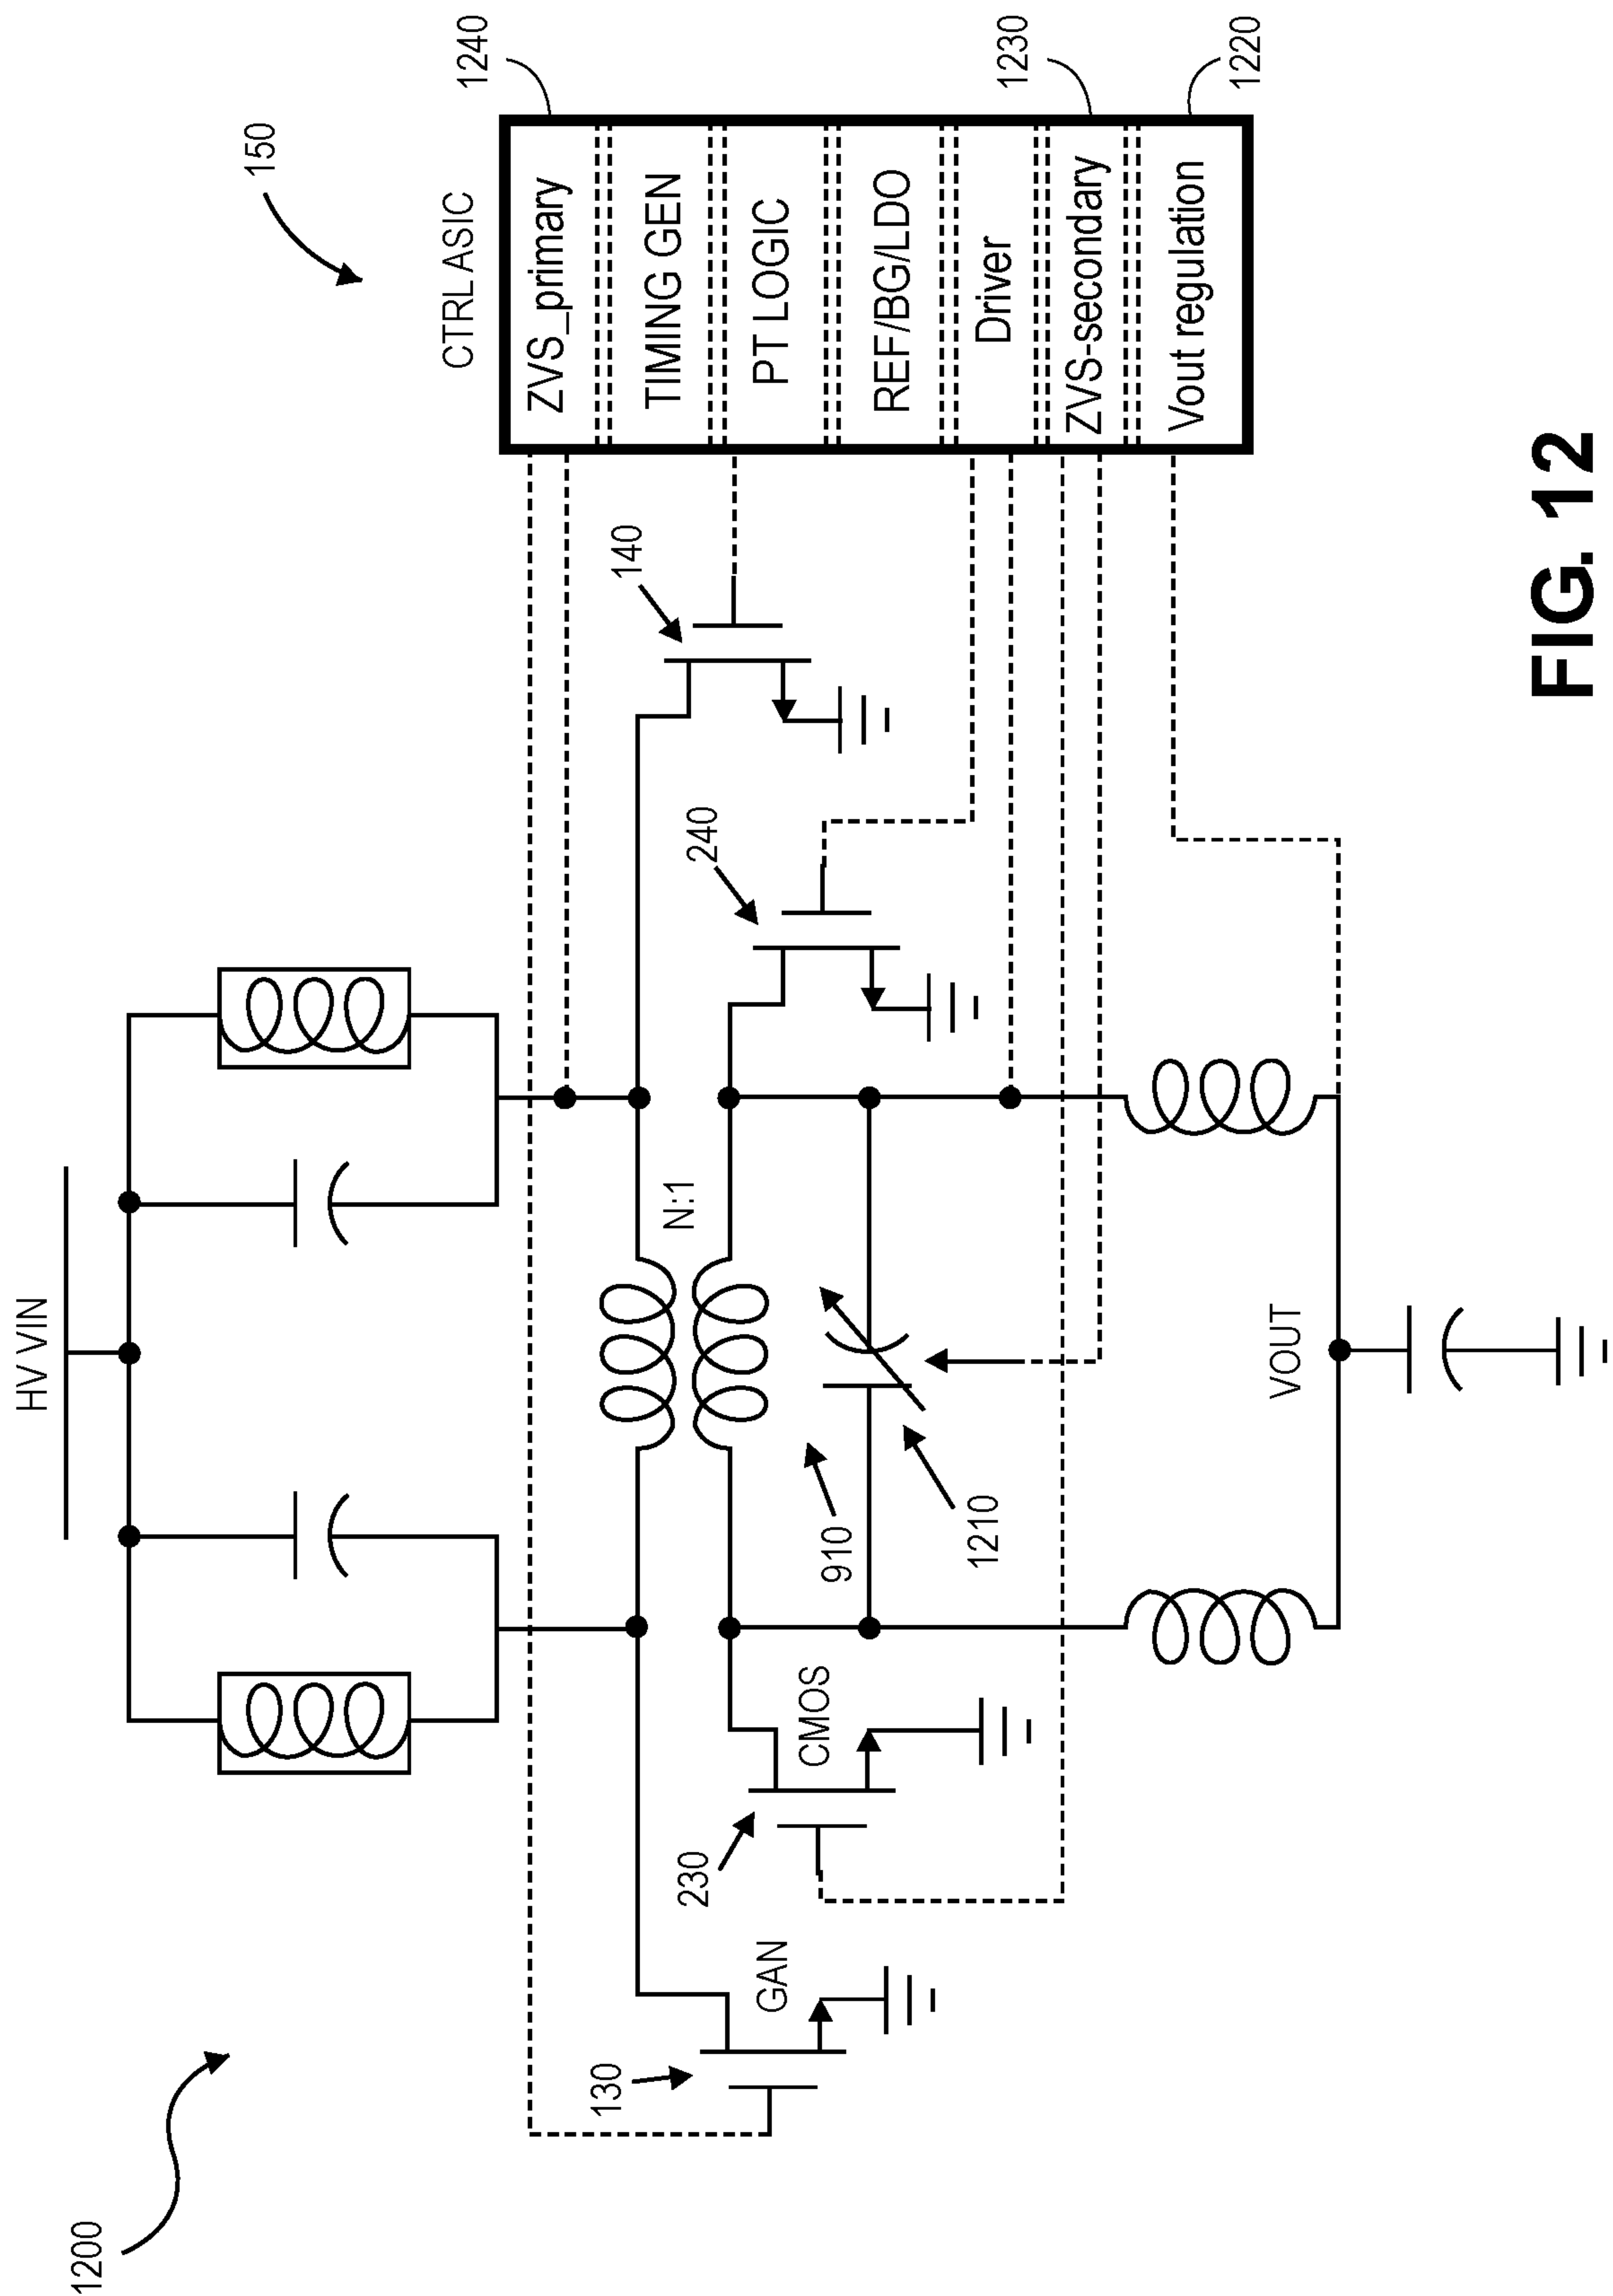 1200
150
HV VIN
CTRL ASIC
1240
ZVS_primary
TIMING GEN
PT LOGIC
REF/BG/LDO
Driver
ZVS-secondary
Vout regulation
1230
1220
130
GAN
230
CMOS
N:1
910
1210
240
140
VOUT
FIG. 12